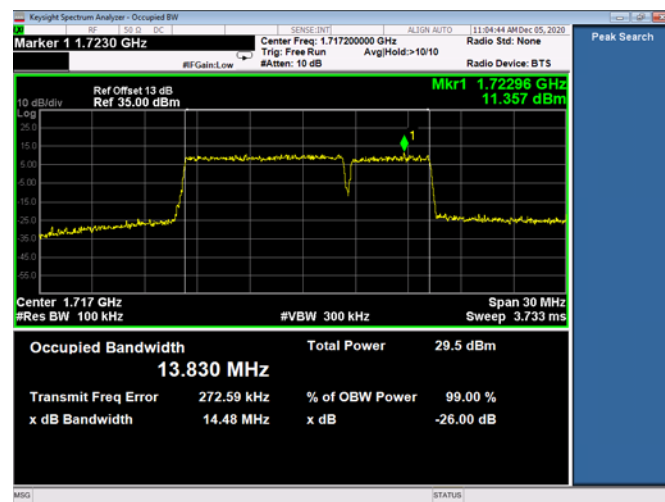 Keysight Spectrum Analyzer - Occupied BW
RF 50 Ω DC SENSE:INT ALIGN AUTO 11:04:44 AM Dec 05, 2020
Marker 1 1.7230 GHz Center Freq: 1.717200000 GHz Radio Std: None Peak Search
Trig: Free Run Avg|Hold:>10/10
#IFGain:Low #Atten: 10 dB Radio Device: BTS
Ref Offset 13 dB Mkr1 1.72296 GHz
10 dB/div Ref 35.00 dBm 11.357 dBm
Log
25.0
1
15.0
5.00
-5.00
-15.0
-25.0
-35.0
-45.0
-55.0
Center 1.717 GHz Span 30 MHz
#Res BW 100 kHz #VBW 300 kHz Sweep 3.733 ms
Occupied Bandwidth Total Power 29.5 dBm
13.830 MHz
Transmit Freq Error 272.59 kHz % of OBW Power 99.00 %
x dB Bandwidth 14.48 MHz x dB -26.00 dB
MSG STATUS